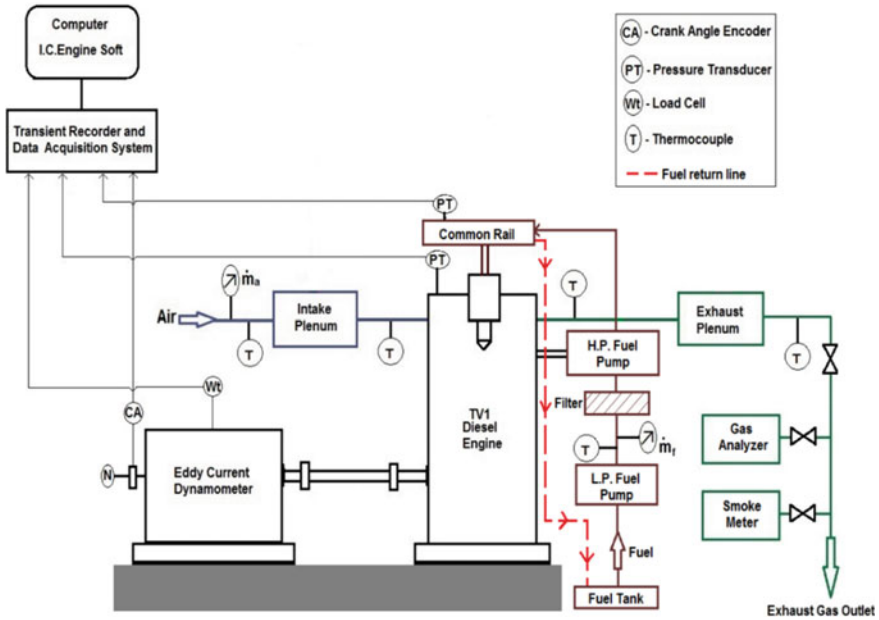 Computer
I.C.Engine Soft
Transient Recorder and
Data Acquisition System
CA - Crank Angle Encoder
PT - Pressure Transducer
Wt - Load Cell
T - Thermocouple
Fuel return line
PT
Common Rail
PT
ṁa
Air
Intake
Plenum
T
T
T
Exhaust
Plenum
T
H.P. Fuel
Pump
Filter
Wt
CA
N
Eddy Current
Dynamometer
TV1
Diesel
Engine
T
ṁf
L.P. Fuel
Pump
Gas
Analyzer
Smoke
Meter
Fuel
Fuel Tank
Exhaust Gas Outlet